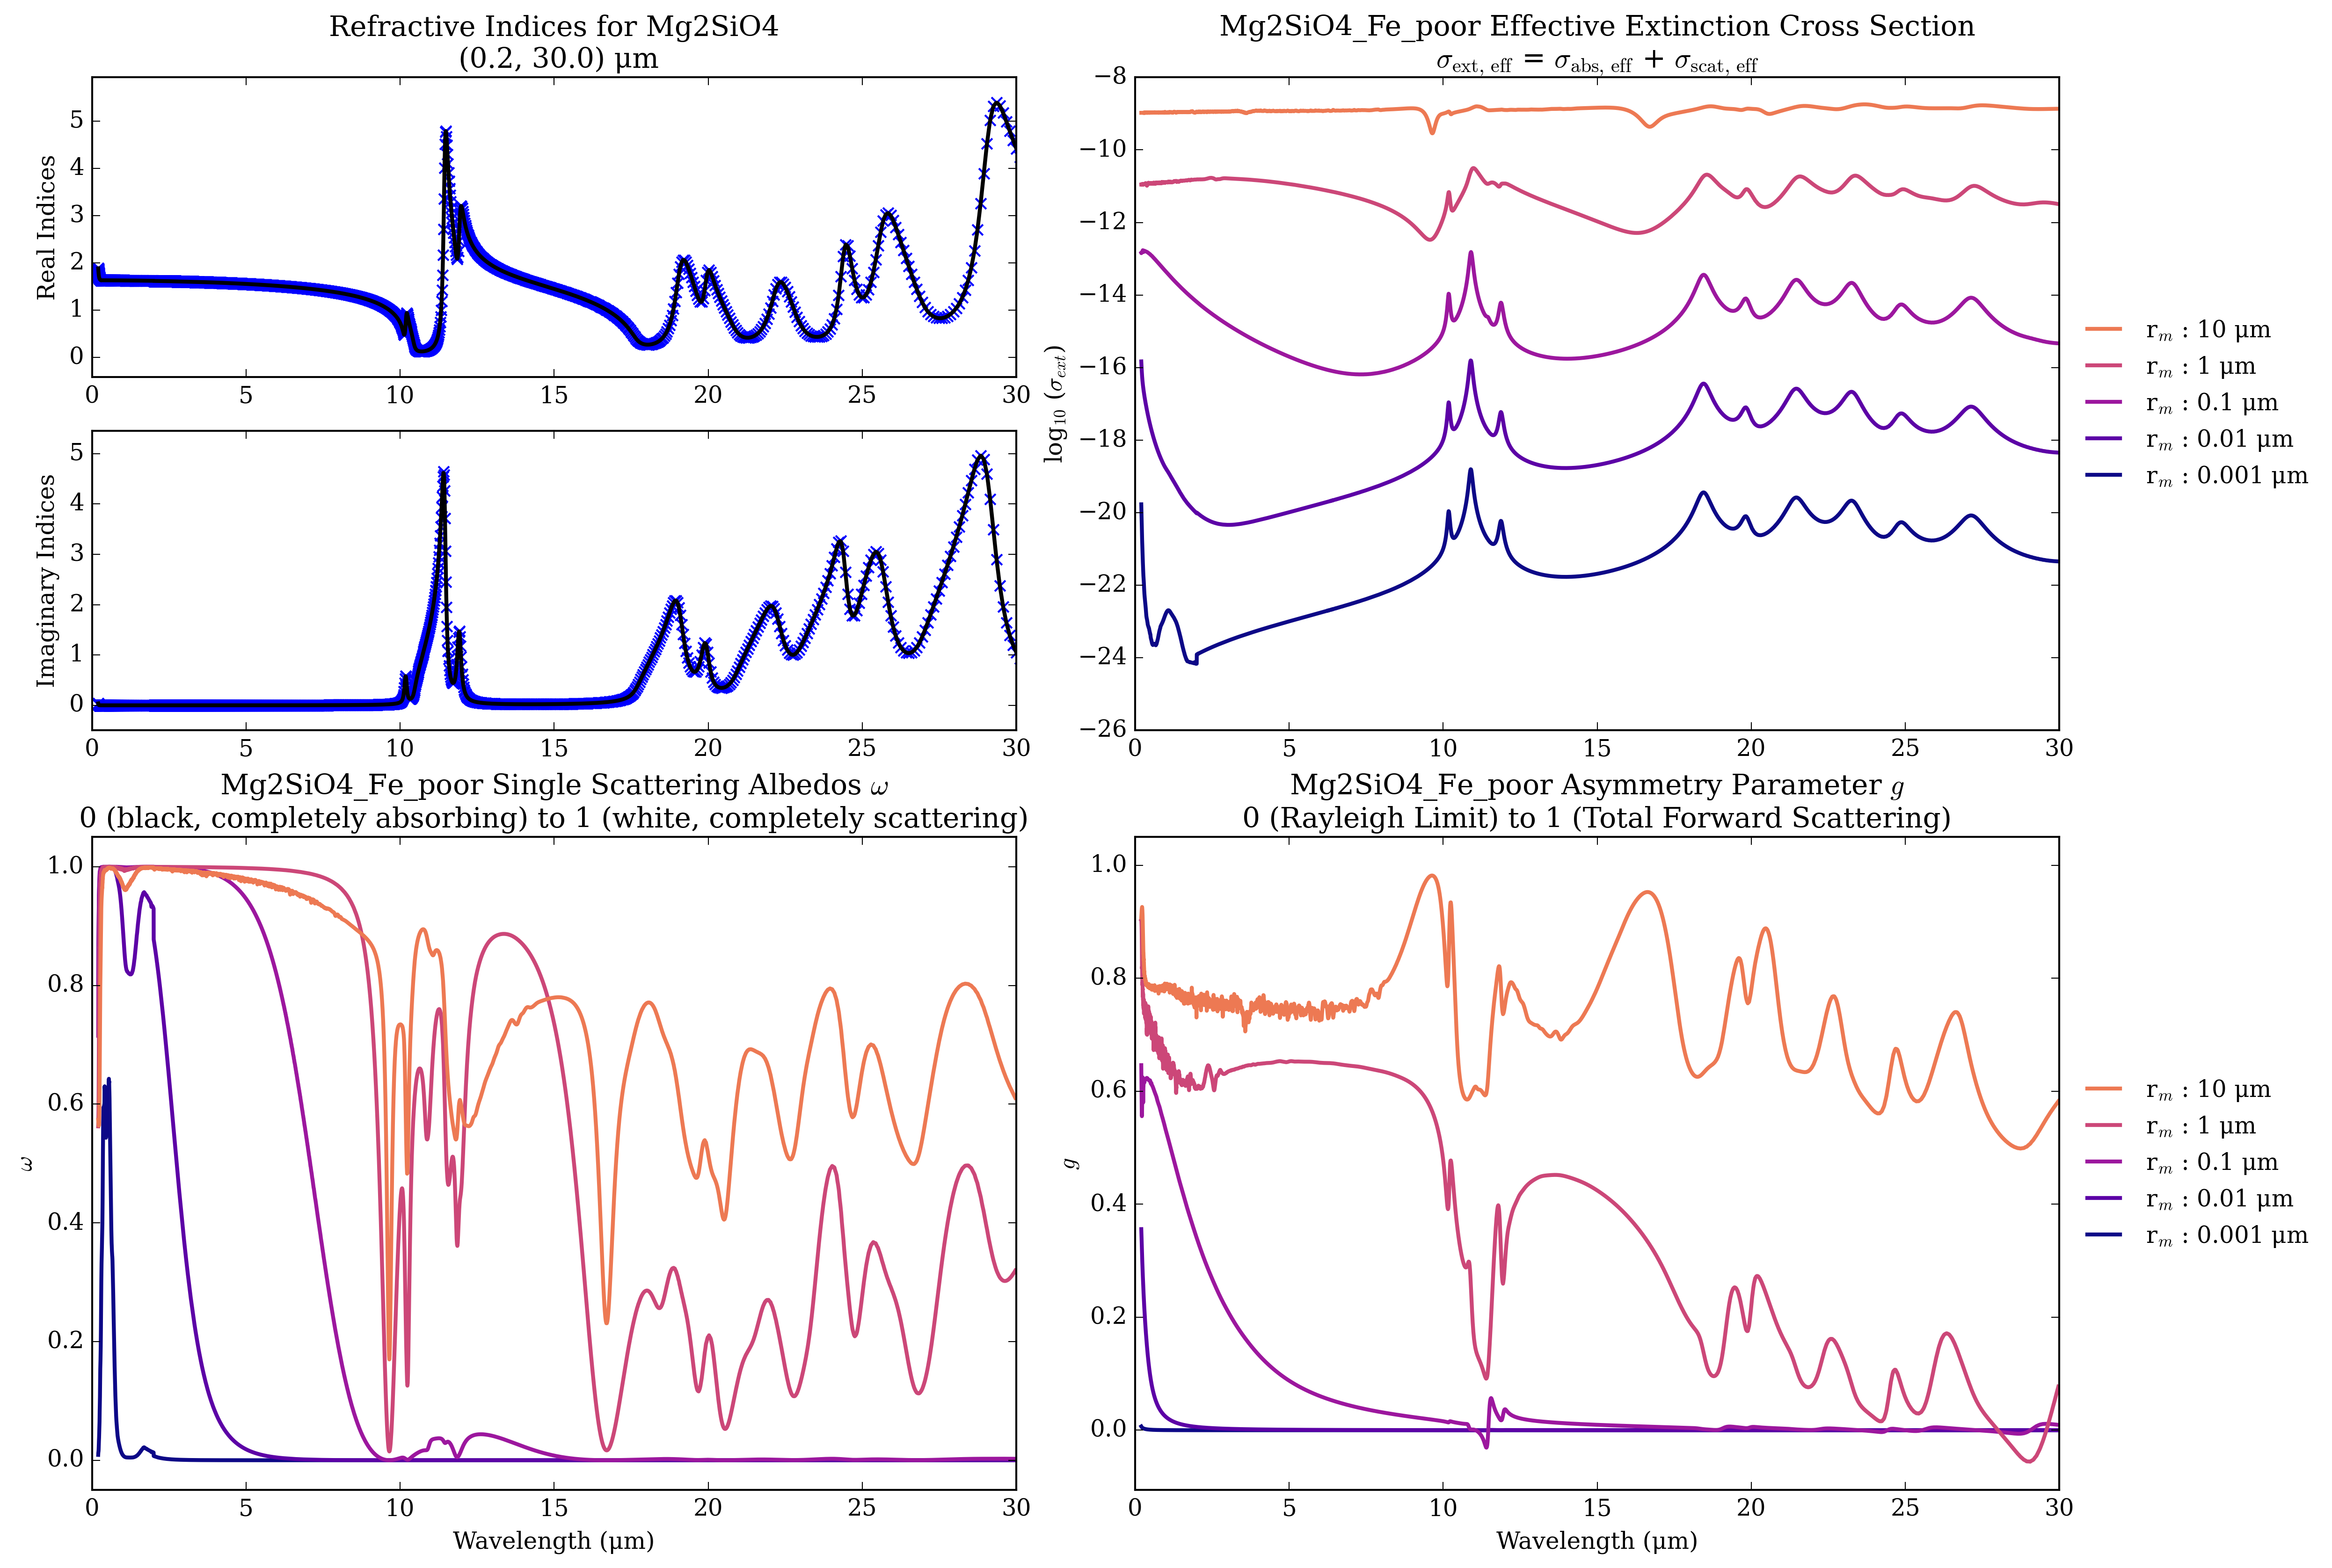 Refractive Indices for Mg2SiO4
(0.2, 30.0) μm
Real Indices
5
4
3
2
1
0
0 5 10 15 20 25 30
Imaginary Indices
5
4
3
2
1
0
0 5 10 15 20 25 30
Mg2SiO4_Fe_poor Effective Extinction Cross Section
σext, eff = σabs, eff + σscat, eff
log10 (σext)
−8
−10
−12
−14
−16
−18
−20
−22
−24
−26
0 5 10 15 20 25 30
rm : 10 μm
rm : 1 μm
rm : 0.1 μm
rm : 0.01 μm
rm : 0.001 μm
Mg2SiO4_Fe_poor Single Scattering Albedos ω
0 (black, completely absorbing) to 1 (white, completely scattering)
ω
1.0
0.8
0.6
0.4
0.2
0.0
0 5 10 15 20 25 30
Wavelength (μm)
Mg2SiO4_Fe_poor Asymmetry Parameter g
0 (Rayleigh Limit) to 1 (Total Forward Scattering)
g
1.0
0.8
0.6
0.4
0.2
0.0
0 5 10 15 20 25 30
Wavelength (μm)
rm : 10 μm
rm : 1 μm
rm : 0.1 μm
rm : 0.01 μm
rm : 0.001 μm